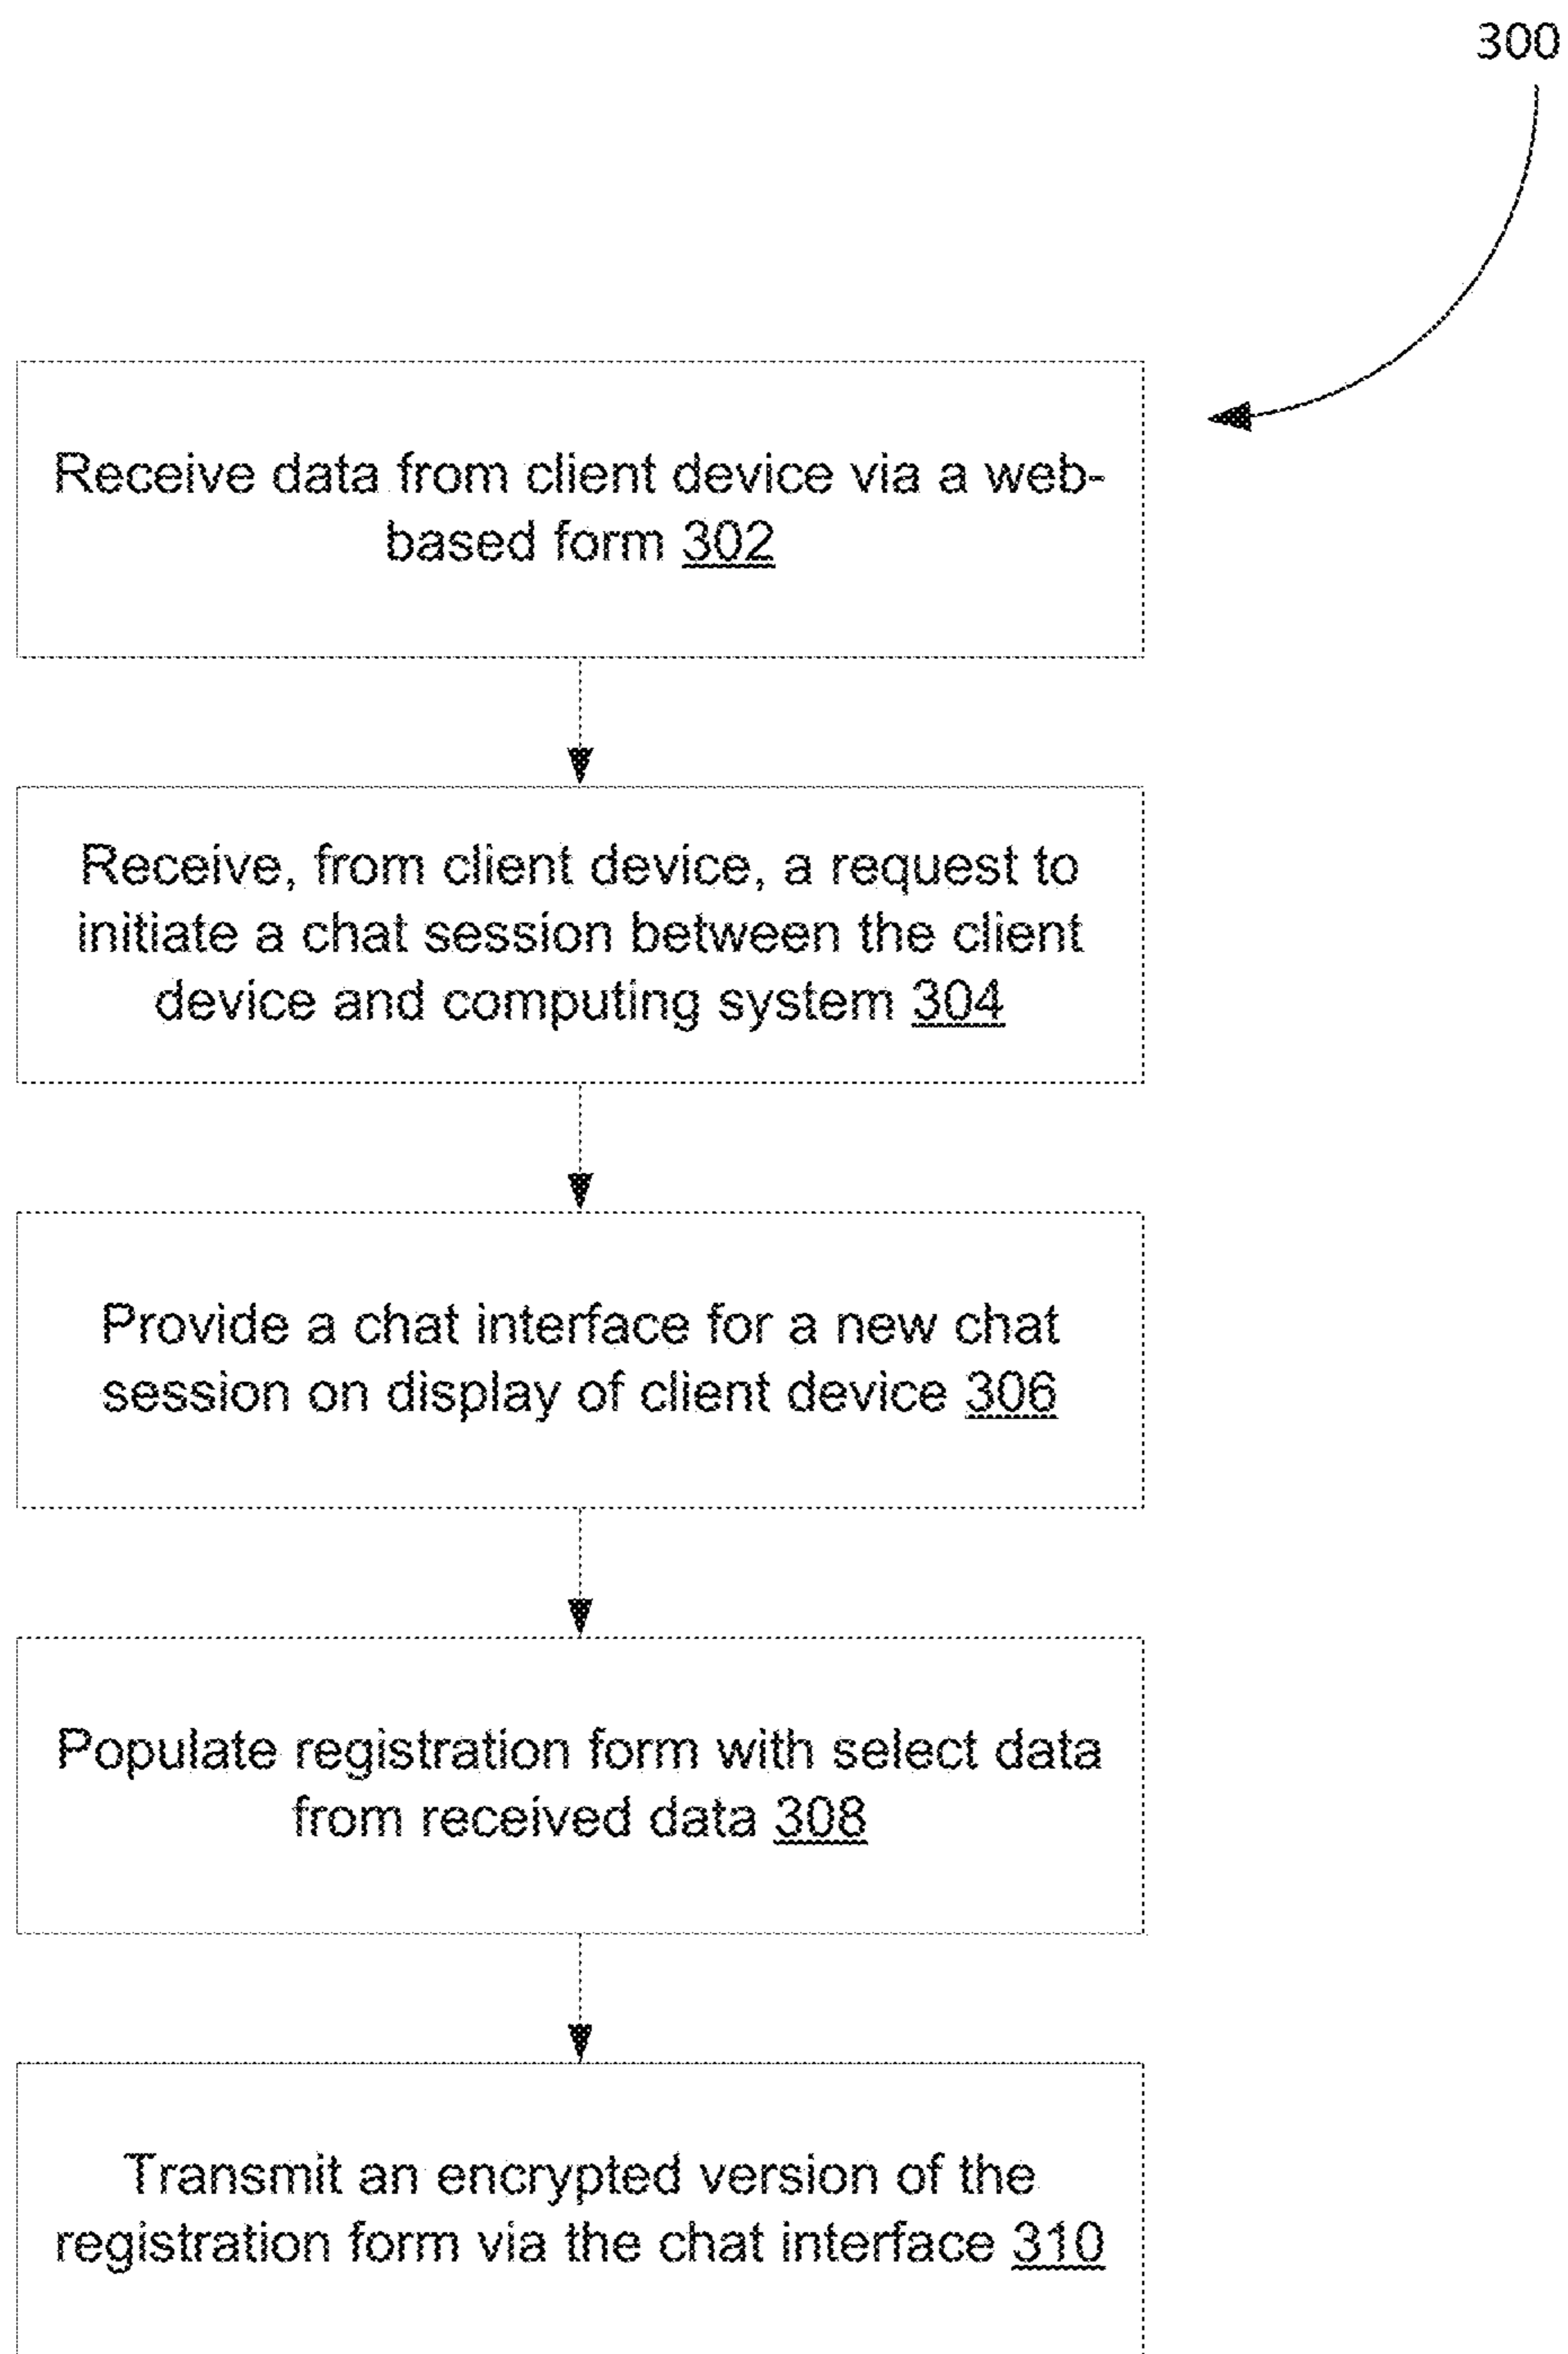 300
Receive data from client device via a web-
based form 302
Receive, from client device, a request to
initiate a chat session between the client
device and computing system 304
Provide a chat interface for a new chat
session on display of client device 306
Populate registration form with select data
from received data 308
Transmit an encrypted version of the
registration form via the chat interface 310